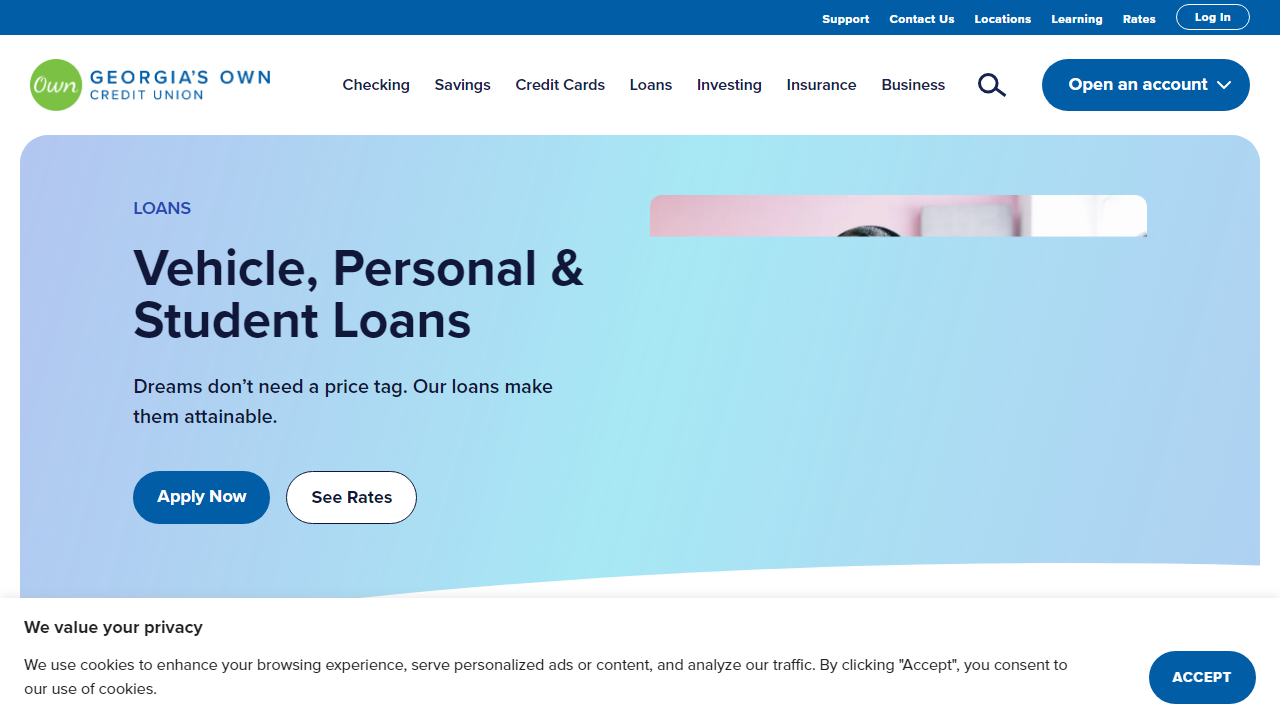 Support Contact Us Locations Learning Rates Log In
Own GEORGIA'S OWN
CREDIT UNION
Checking Savings Credit Cards Loans Investing Insurance Business Open an account
LOANS
Vehicle, Personal &
Student Loans
Dreams don’t need a price tag. Our loans make
them attainable.
Apply Now See Rates
We value your privacy
We use cookies to enhance your browsing experience, serve personalized ads or content, and analyze our traffic. By clicking "Accept", you consent to
our use of cookies.
ACCEPT